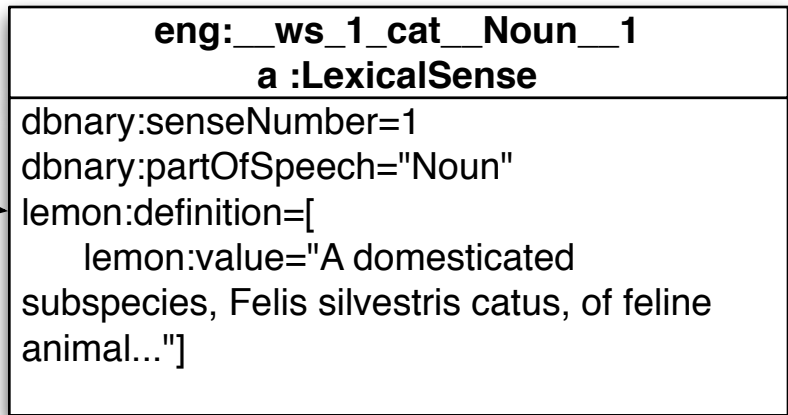 eng:__ws_1_cat__Noun__1
a :LexicalSense
dbnary:senseNumber=1
dbnary:partOfSpeech="Noun"
lemon:definition=[
lemon:value="A domesticated
subspecies, Felis silvestris catus, of feline
animal..."]